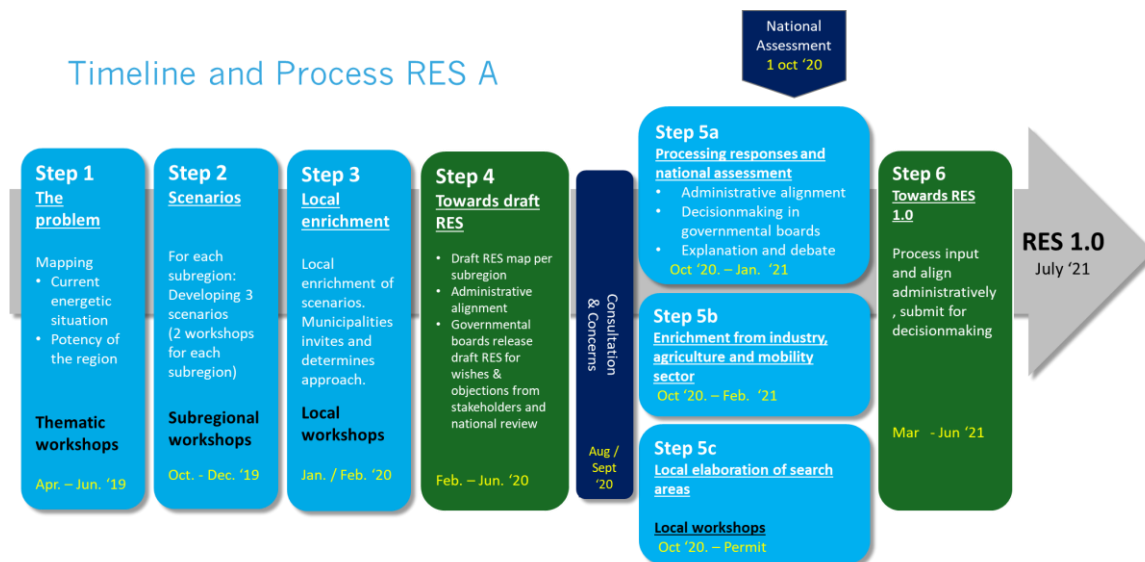 Timeline and Process RES A
National
Assessment
1 oct ‘20
Step 1
The
problem
Mapping
• Current
energetic
situation
• Potency of
the region
Thematic
workshops
Apr. – Jun. ‘19
Step 2
Scenarios
For each
subregion:
Developing 3
scenarios
(2 workshops
for each
subregion)
Subregional
workshops
Oct. - Dec. ‘19
Step 3
Local
enrichment
Local
enrichment of
scenarios.
Municipalities
invites and
determines
approach.
Local
workshops
Jan. / Feb. ‘20
Step 4
Towards draft
RES
• Draft RES map per
subregion
• Administrative
alignment
• Governmental
boards release
draft RES for
wishes &
objections from
stakeholders and
national review
Feb. – Jun. ‘20
Consultation
& Concerns
Aug /
Sept
‘20
Step 5a
Processing responses and
national assessment
• Administrative alignment
• Decisionmaking in
governmental boards
• Explanation and debate
Oct ‘20. – Jan. ‘21
Step 5b
Enrichment from industry,
agriculture and mobility
sector
Oct ‘20. – Feb. ‘21
Step 5c
Local elaboration of search
areas
Local workshops
Oct ‘20. – Permit
Step 6
Towards RES
1.0
Process input
and align
administratively
, submit for
decisionmaking
Mar - Jun ‘21
RES 1.0
July ‘21